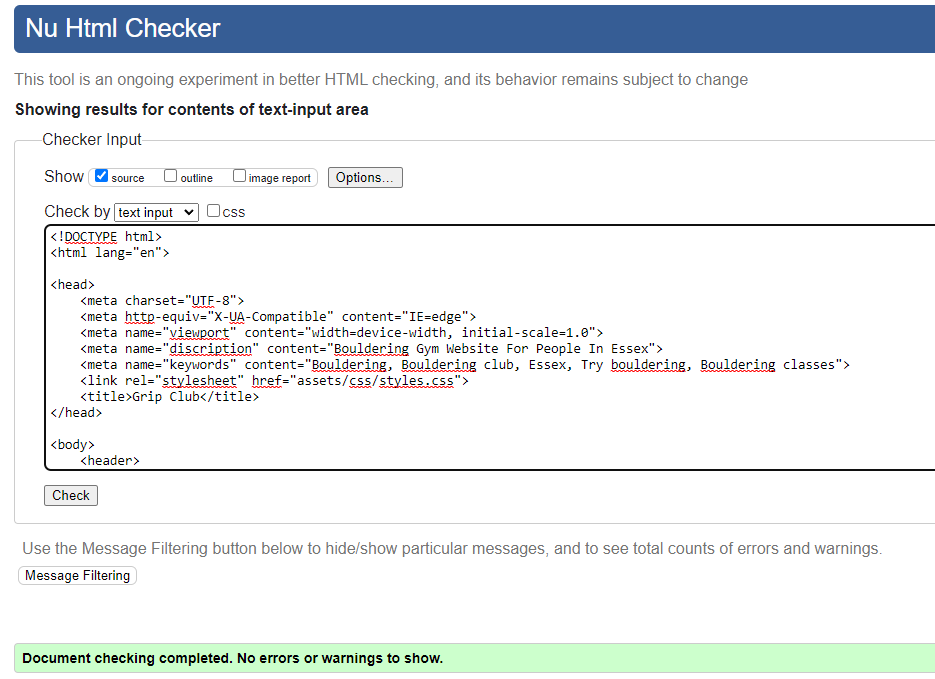 Nu Html Checker
This tool is an ongoing experiment in better HTML checking, and its behavior remains subject to change
Showing results for contents of text-input area
Checker Input
Show source outline image report Options...
Check by text input css
<!DOCTYPE html>
<html lang="en">
<head>
<meta charset="UTF-8">
<meta http-equiv="X-UA-Compatible" content="IE=edge">
<meta name="viewport" content="width=device-width, initial-scale=1.0">
<meta name="discription" content="Bouldering Gym Website For People In Essex">
<meta name="keywords" content="Bouldering, Bouldering club, Essex, Try bouldering, Bouldering classes">
<link rel="stylesheet" href="assets/css/styles.css">
<title>Grip Club</title>
</head>
<body>
<header>
Check
Use the Message Filtering button below to hide/show particular messages, and to see total counts of errors and warnings.
Message Filtering
Document checking completed. No errors or warnings to show.